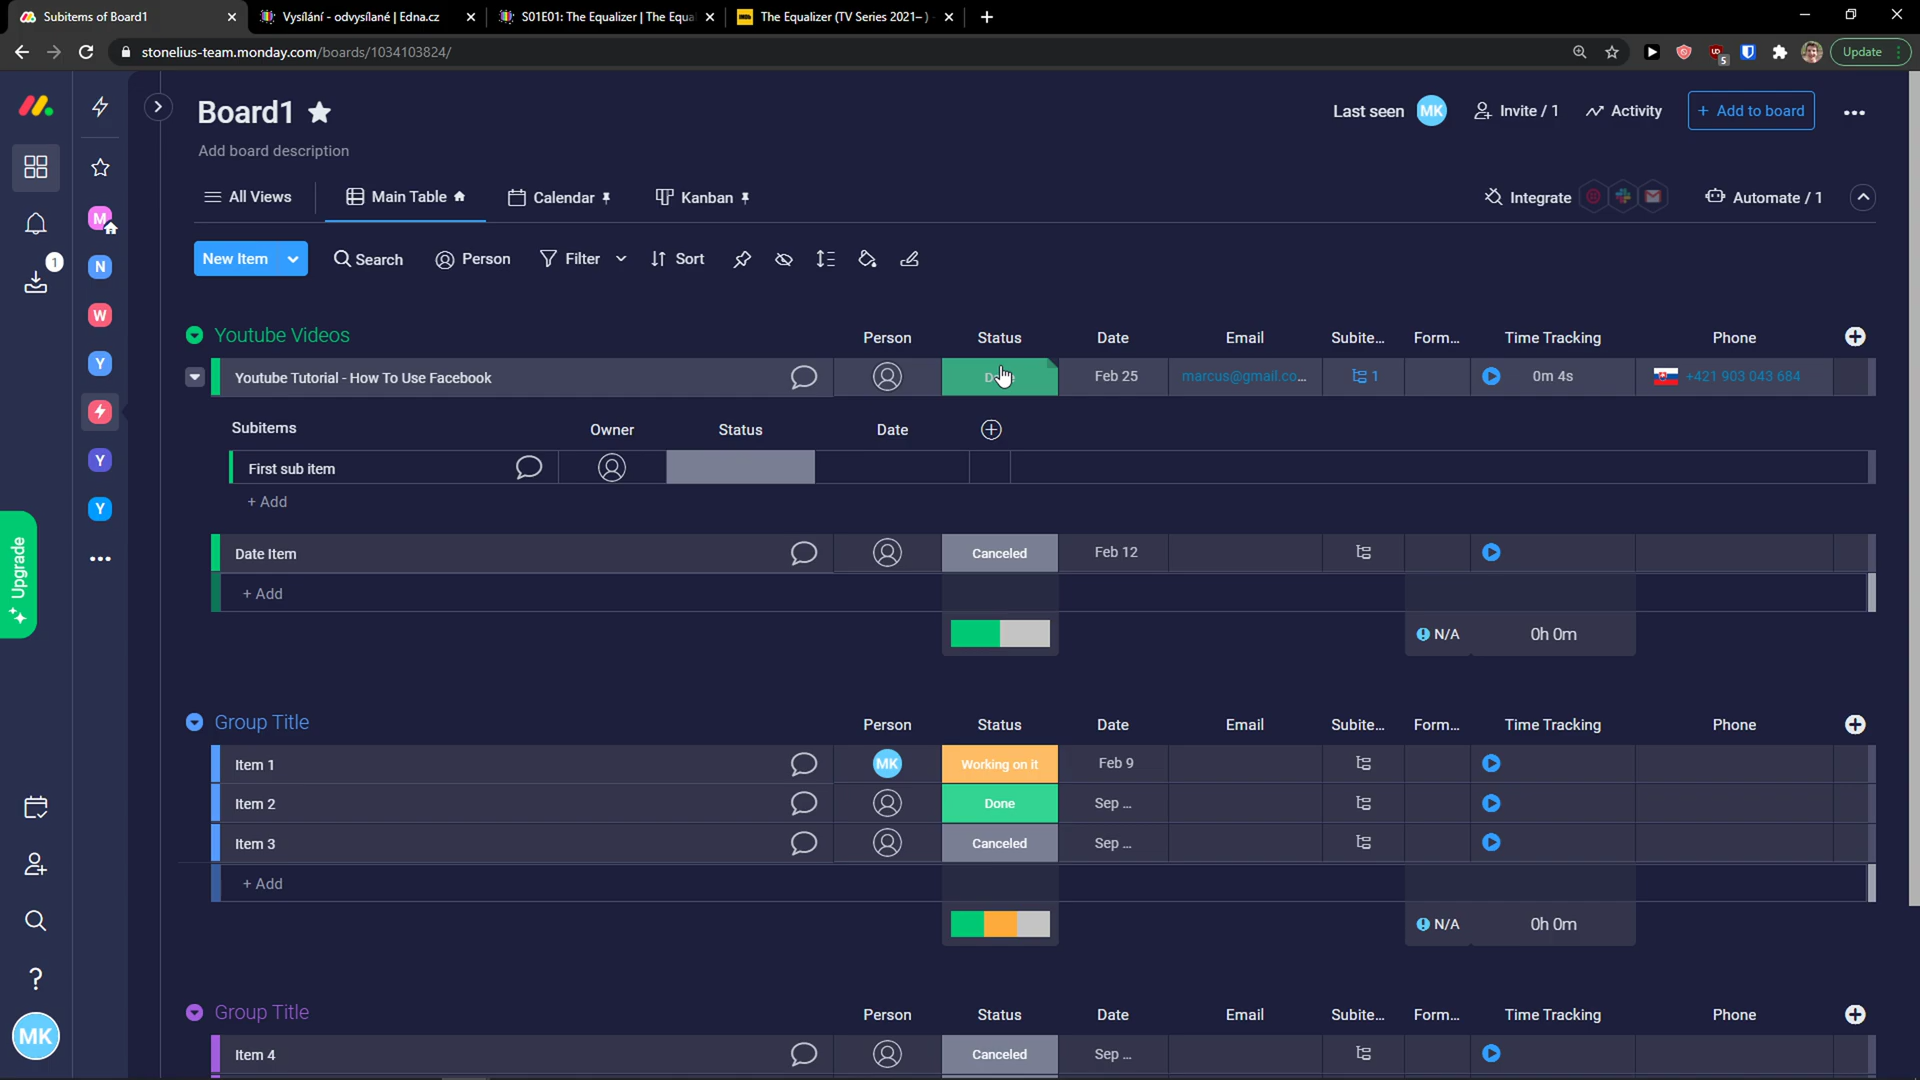 Subitems of Board1
Vysílání - odvysílané | Edna.cz
S01E01: The Equalizer | The Equa
The Equalizer (TV Series 2021– )
stonelius-team.monday.com/boards/1034103824/
5
Update
Board1
Last seen MK Invite / 1 Activity + Add to board
Add board description
All Views Main Table Calendar Kanban
Integrate Automate / 1
New Item Search Person Filter Sort
1
M
N
W
Y
Y
Y
Upgrade
MK
Youtube Videos Person Status Date Email Subite... Form... Time Tracking Phone
Youtube Tutorial - How To Use Facebook Feb 25 marcus@gmail.co... 1 0m 4s +421 903 043 684
Subitems Owner Status Date
First sub item
+ Add
Date Item Canceled Feb 12
+ Add
N/A 0h 0m
Group Title Person Status Date Email Subite... Form... Time Tracking Phone
Item 1 MK Working on it Feb 9
Item 2 Done Sep ...
Item 3 Canceled Sep ...
+ Add
N/A 0h 0m
Group Title Person Status Date Email Subite... Form... Time Tracking Phone
Item 4 Canceled Sep ...